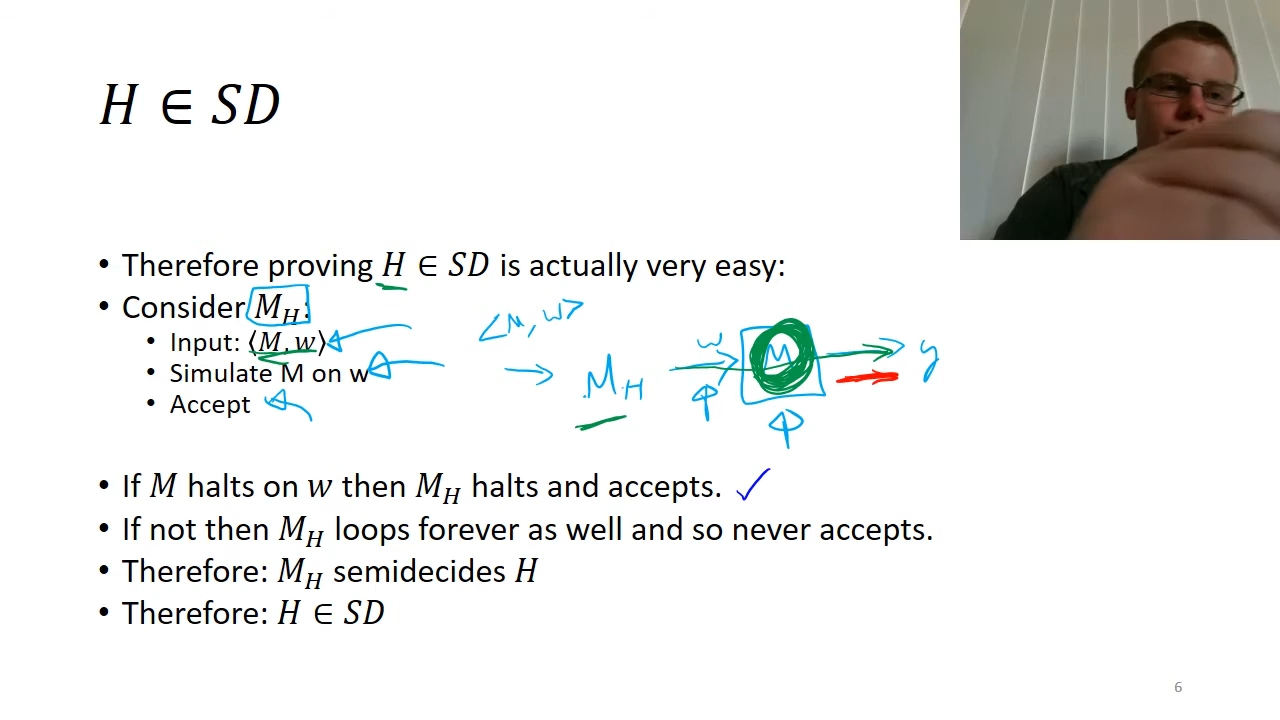 H ∈ SD
• Therefore proving H ∈ SD is actually very easy:
• Consider M_H:
• Input: ⟨M, w⟩
• Simulate M on w
• Accept
<M, w>
M_H
w
M
y
• If M halts on w then M_H halts and accepts. ✓
• If not then M_H loops forever as well and so never accepts.
• Therefore: M_H semidecides H
• Therefore: H ∈ SD
6